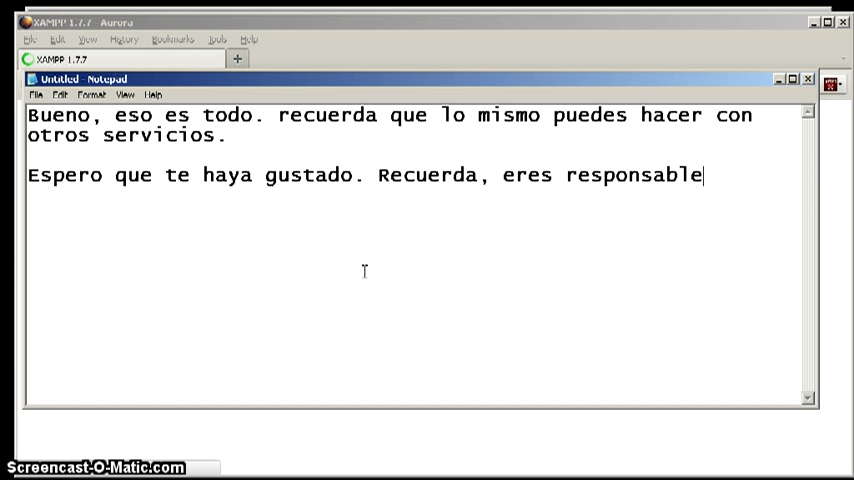 XAMPP 1.7.7 - Aurora
File Edit View History Bookmarks Tools Help
XAMPP 1.7.7
Untitled - Notepad
File Edit Format View Help
Bueno, eso es todo. recuerda que lo mismo puedes hacer con
otros servicios.
Espero que te haya gustado. Recuerda, eres responsable
Screencast-O-Matic.com